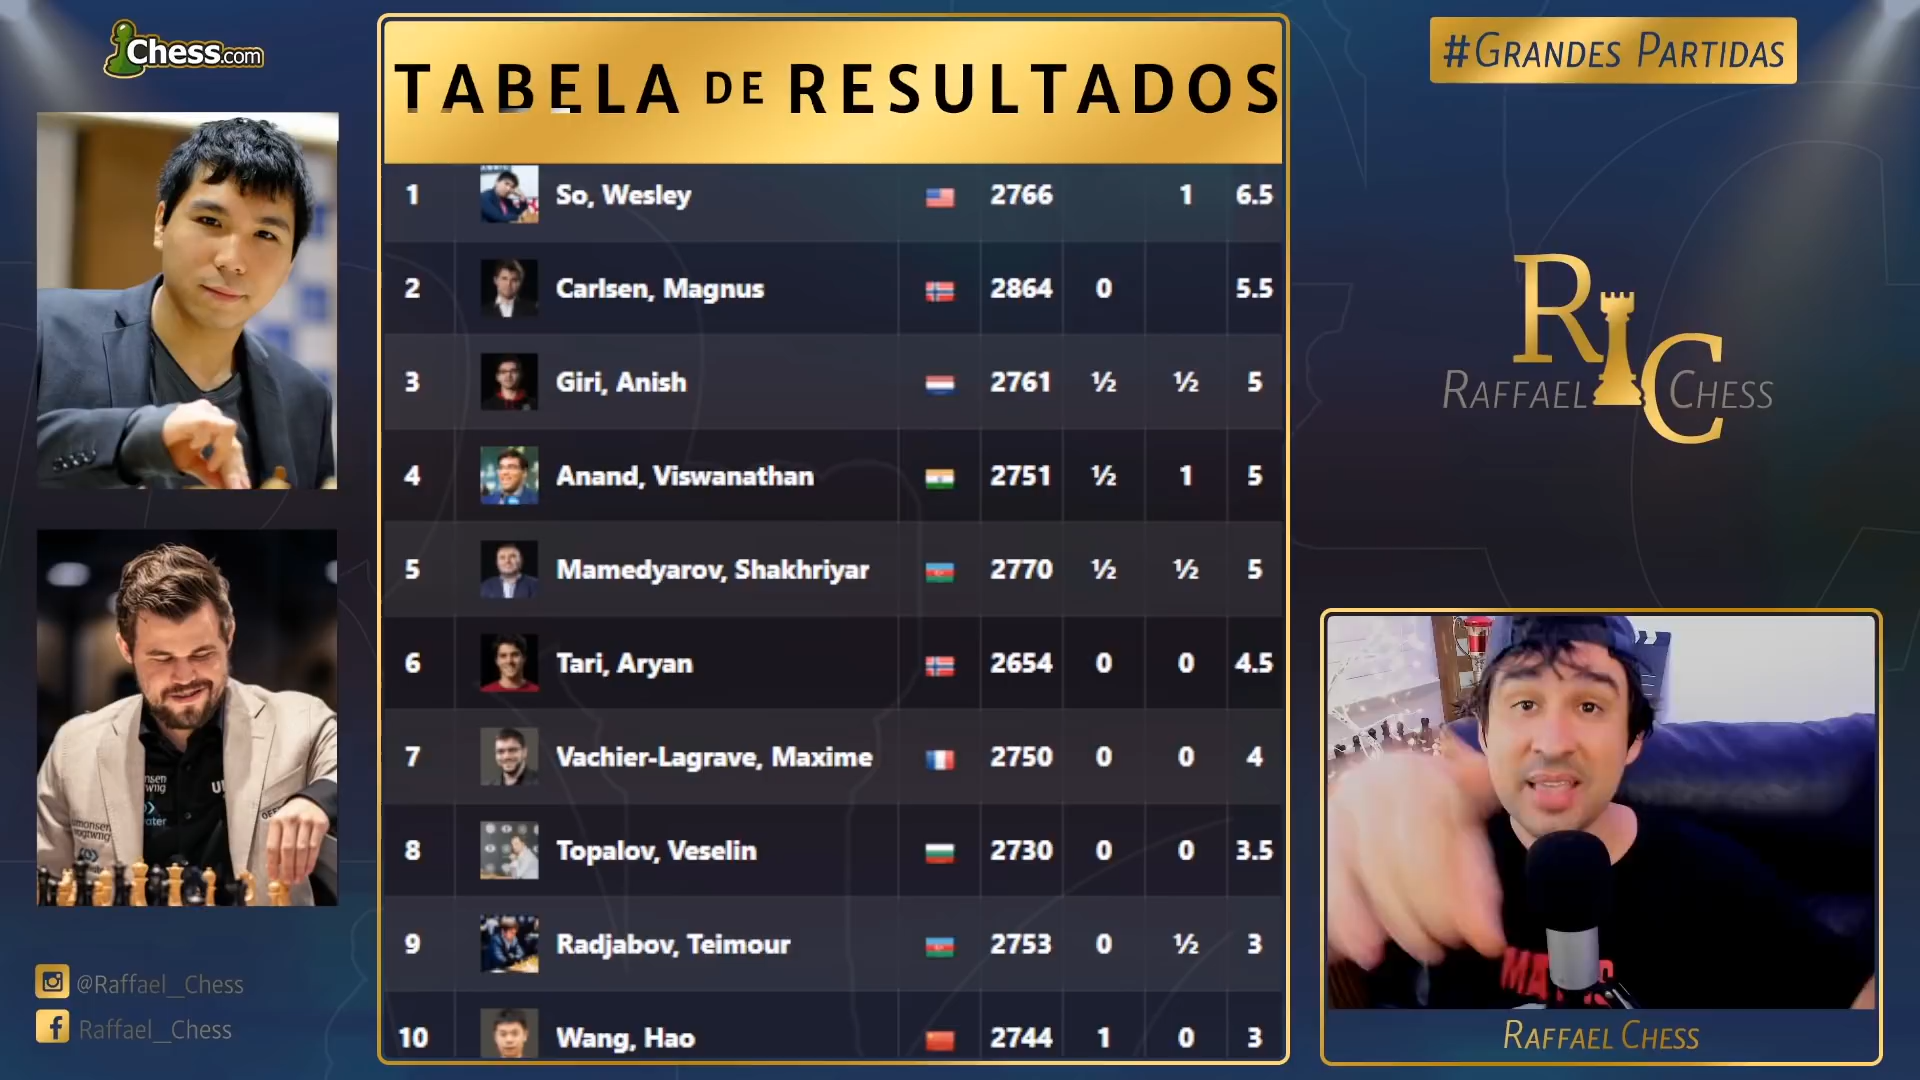 Chess.com
TABELA DE RESULTADOS
#GRANDES PARTIDAS
1 So, Wesley 2766 1 6.5
2 Carlsen, Magnus 2864 0 5.5
3 Giri, Anish 2761 ½ ½ 5
4 Anand, Viswanathan 2751 ½ 1 5
5 Mamedyarov, Shakhriyar 2770 ½ ½ 5
6 Tari, Aryan 2654 0 0 4.5
7 Vachier-Lagrave, Maxime 2750 0 0 4
8 Topalov, Veselin 2730 0 0 3.5
9 Radjabov, Teimour 2753 0 ½ 3
10 Wang, Hao 2744 1 0 3
R C
RAFFAEL CHESS
@Raffael_Chess
Raffael_Chess
RAFFAEL CHESS